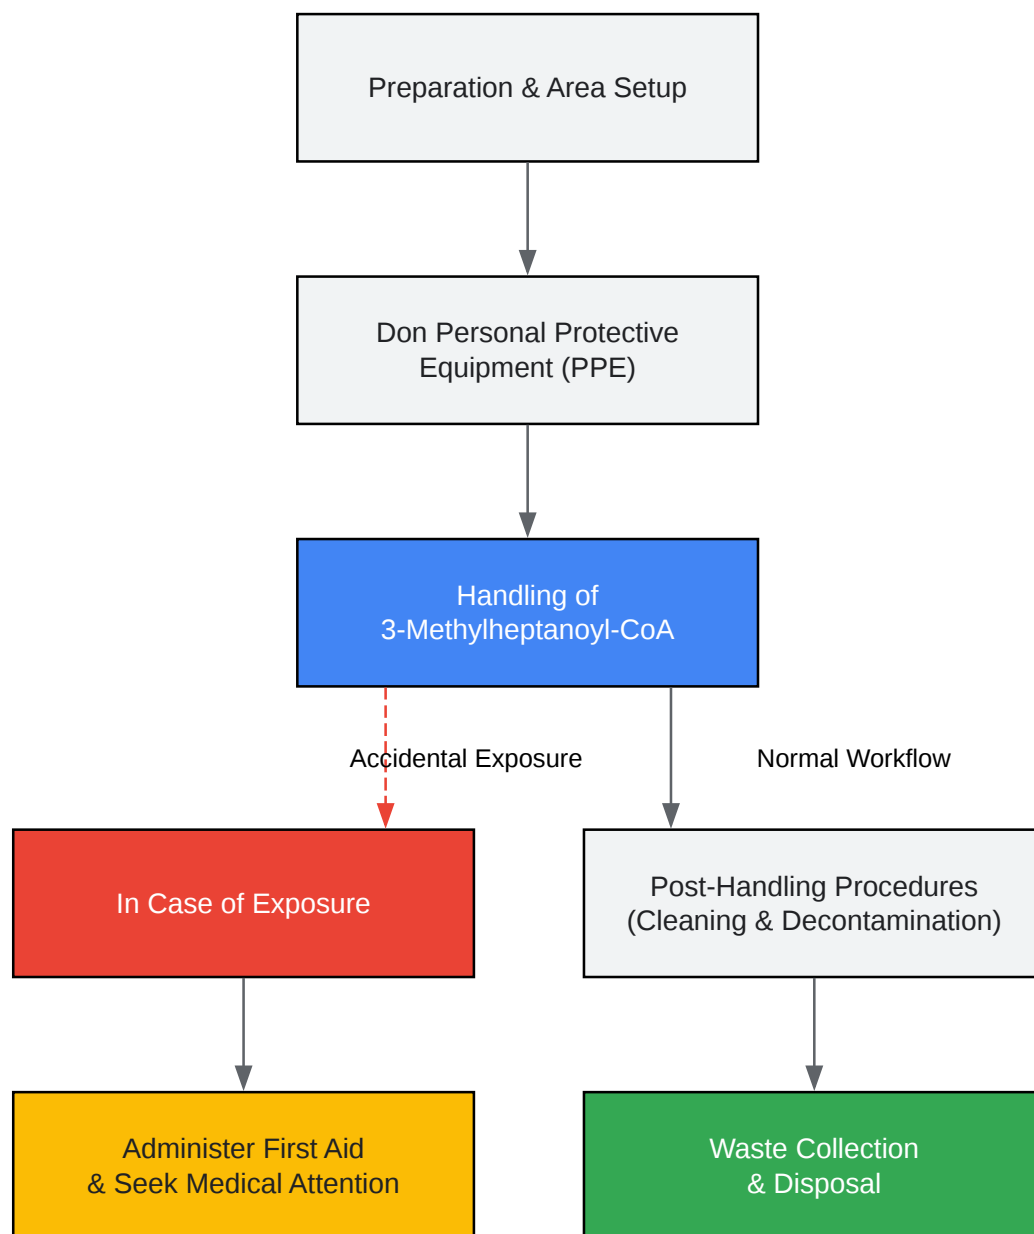 Preparation & Area Setup
Don Personal Protective
Equipment (PPE)
Handling of
3-Methylheptanoyl-CoA
Accidental Exposure
Normal Workflow
In Case of Exposure
Post-Handling Procedures
(Cleaning & Decontamination)
Administer First Aid
& Seek Medical Attention
Waste Collection
& Disposal